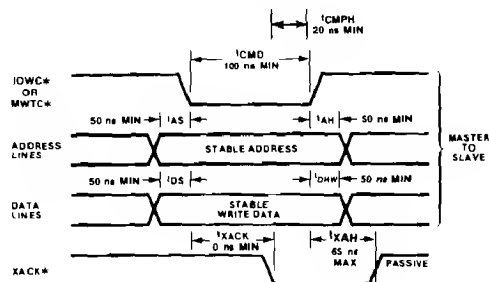 tCMPH
20 ns MIN
tCMD
100 ns MIN
IOWC*
OR
MWTC*
50 ns MIN tAS tAH 50 ns MIN
ADDRESS
LINES
STABLE ADDRESS
MASTER
TO
SLAVE
50 ns MIN tDS tDHW 50 ns MIN
DATA
LINES
STABLE
WRITE DATA
tXACK
0 ns MIN
tXAH
65 ns
MAX
XACK*
PASSIVE